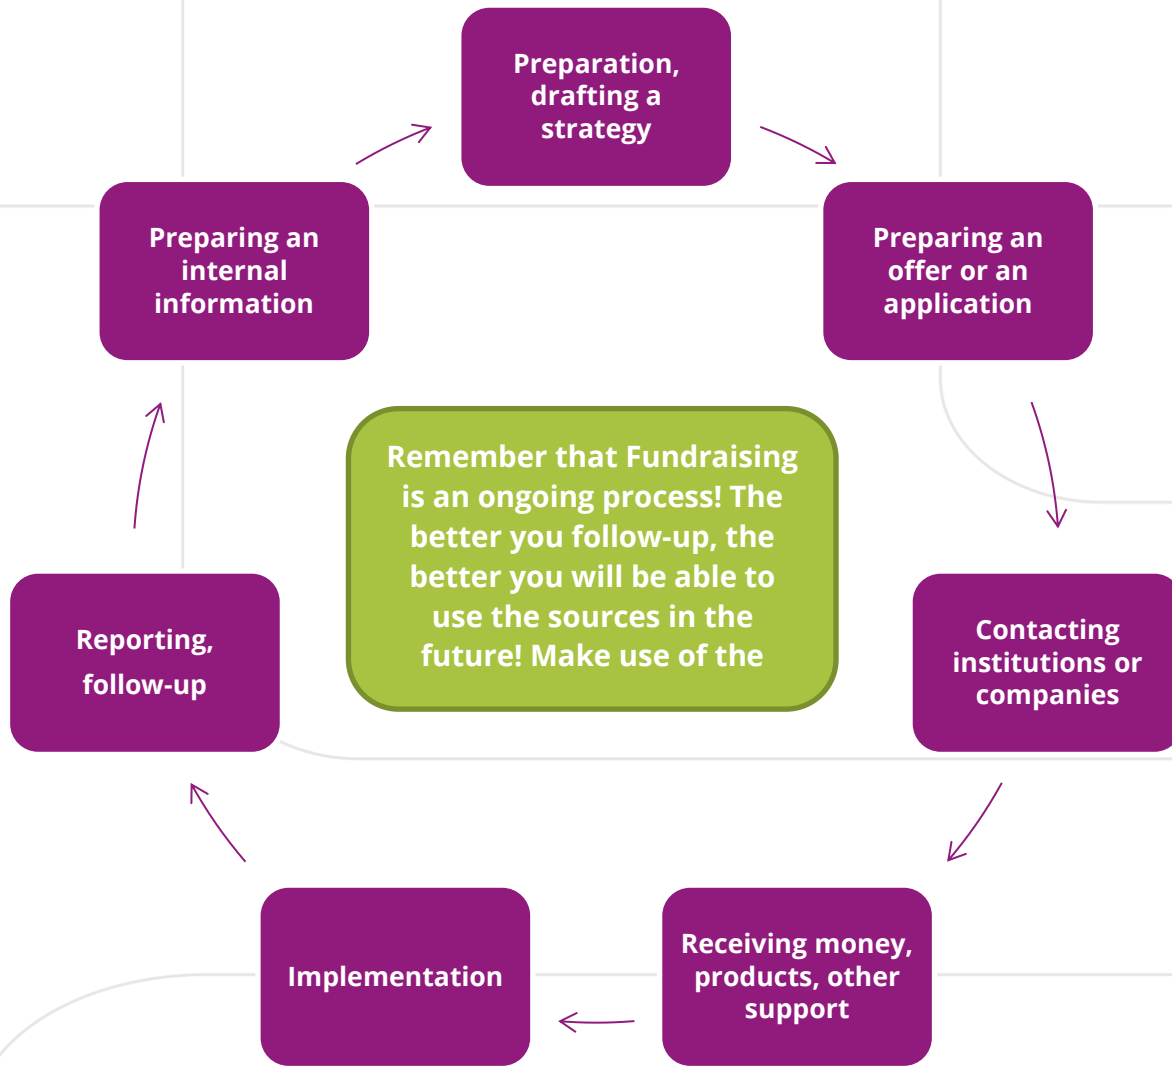 Preparation,
drafting a
strategy
Preparing an
internal
information
Preparing an
offer or an
application
Remember that Fundraising
is an ongoing process! The
better you follow-up, the
better you will be able to
use the sources in the
future! Make use of the
Reporting,
follow-up
Contacting
institutions or
companies
Implementation
Receiving money,
products, other
support